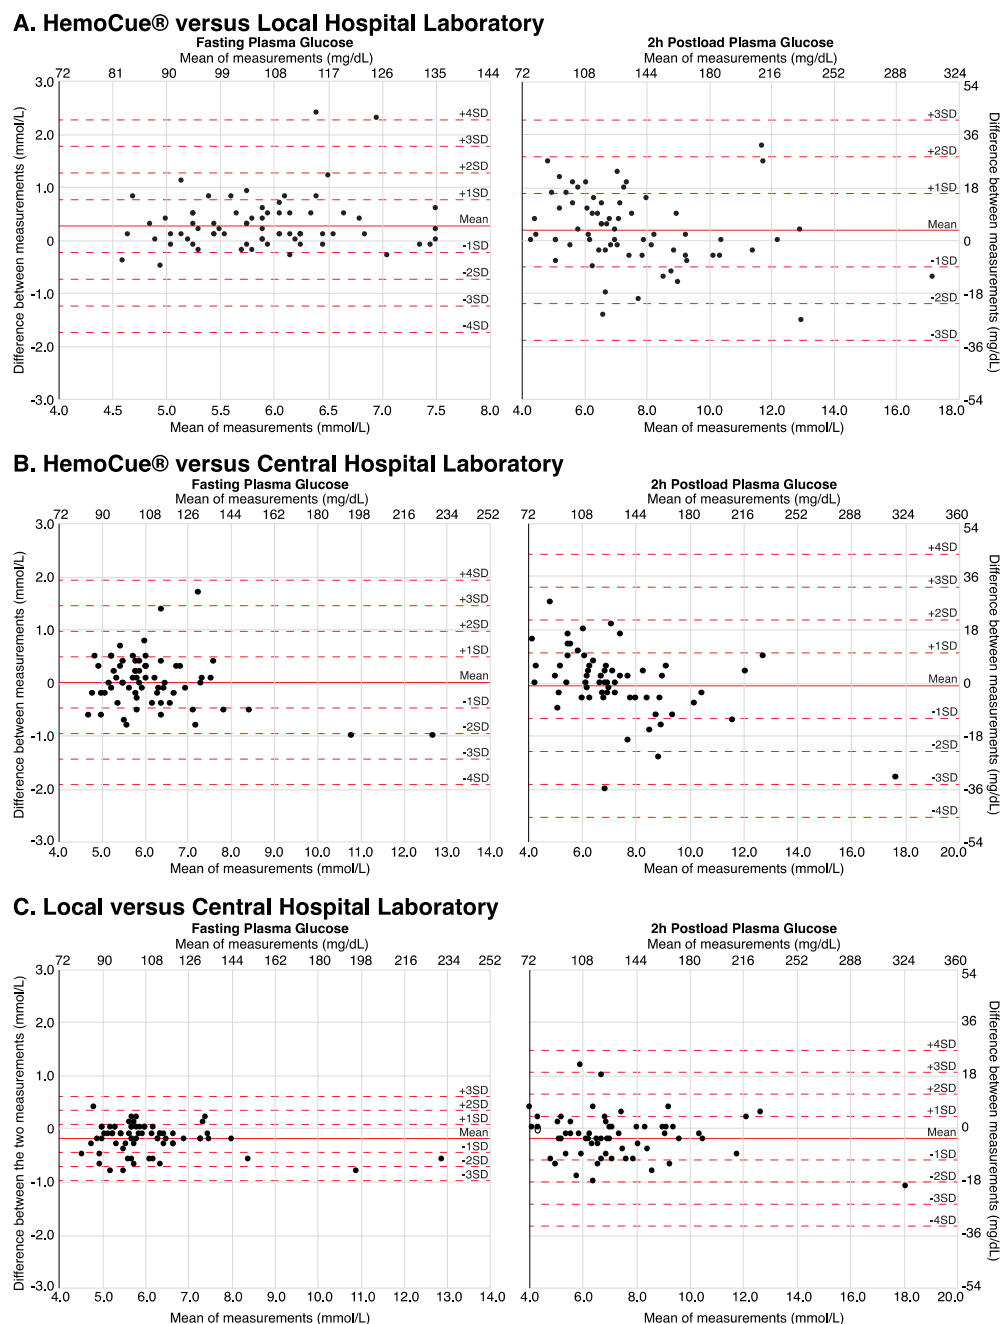 A. HemoCue® versus Local Hospital Laboratory
Fasting Plasma Glucose
Mean of measurements (mg/dL)
72 81 90 99 108 117 126 135 144
3.0
2.0
1.0
0
-1.0
-2.0
-3.0
Difference between measurements (mmol/L)
+4SD
+3SD
+2SD
+1SD
Mean
-1SD
-2SD
-3SD
-4SD
4.0 4.5 5.0 5.5 6.0 6.5 7.0 7.5 8.0
Mean of measurements (mmol/L)
2h Postload Plasma Glucose
Mean of measurements (mg/dL)
72 108 144 180 216 252 288 324
+3SD
+2SD
+1SD
Mean
-1SD
-2SD
-3SD
54
36
18
0
-18
-36
-54
Difference between measurements (mg/dL)
4.0 6.0 8.0 10.0 12.0 14.0 16.0 18.0
Mean of measurements (mmol/L)
B. HemoCue® versus Central Hospital Laboratory
Fasting Plasma Glucose
Mean of measurements (mg/dL)
72 90 108 126 144 162 180 198 216 234 252
3.0
2.0
1.0
0
-1.0
-2.0
-3.0
Difference between measurements (mmol/L)
+4SD
+3SD
+2SD
+1SD
Mean
-1SD
-2SD
-3SD
-4SD
4.0 5.0 6.0 7.0 8.0 9.0 10.0 11.0 12.0 13.0 14.0
Mean of measurements (mmol/L)
2h Postload Plasma Glucose
Mean of measurements (mg/dL)
72 108 144 180 216 252 288 324 360
+4SD
+3SD
+2SD
+1SD
Mean
-1SD
-2SD
-3SD
-4SD
54
36
18
0
-18
-36
-54
Difference between measurements (mg/dL)
4.0 6.0 8.0 10.0 12.0 14.0 16.0 18.0 20.0
Mean of measurements (mmol/L)
C. Local versus Central Hospital Laboratory
Fasting Plasma Glucose
Mean of measurements (mg/dL)
72 90 108 126 144 162 180 198 216 234 252
3.0
2.0
1.0
0
-1.0
-2.0
-3.0
Difference between the two measurements (mmol/L)
+3SD
+2SD
+1SD
Mean
-1SD
-2SD
-3SD
4.0 5.0 6.0 7.0 8.0 9.0 10.0 11.0 12.0 13.0 14.0
Mean of measurements (mmol/L)
2h Postload Plasma Glucose
Mean of measurements (mg/dL)
72 108 144 180 216 252 288 324 360
0
+4SD
+3SD
+2SD
+1SD
Mean
-1SD
-2SD
-3SD
-4SD
54
36
18
0
-18
-36
-54
Difference between measurements (mg/dL)
4.0 6.0 8.0 10.0 12.0 14.0 16.0 18.0 20.0
Mean of measurements (mmol/L)